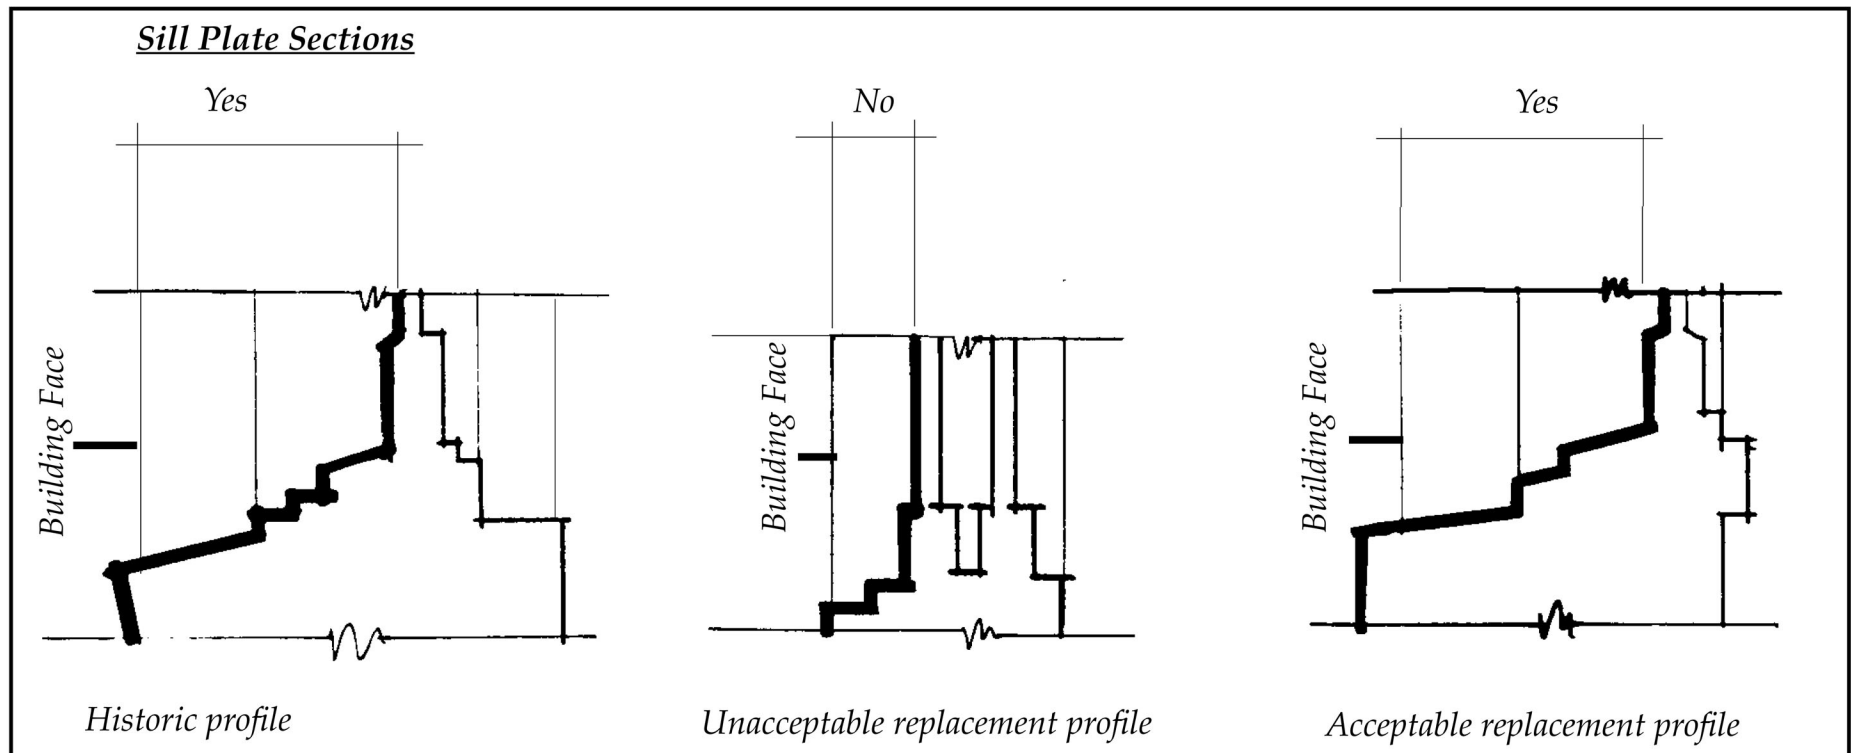 Sill Plate Sections
Yes
No
Yes
Building Face
Building Face
Building Face
Historic profile
Unacceptable replacement profile
Acceptable replacement profile